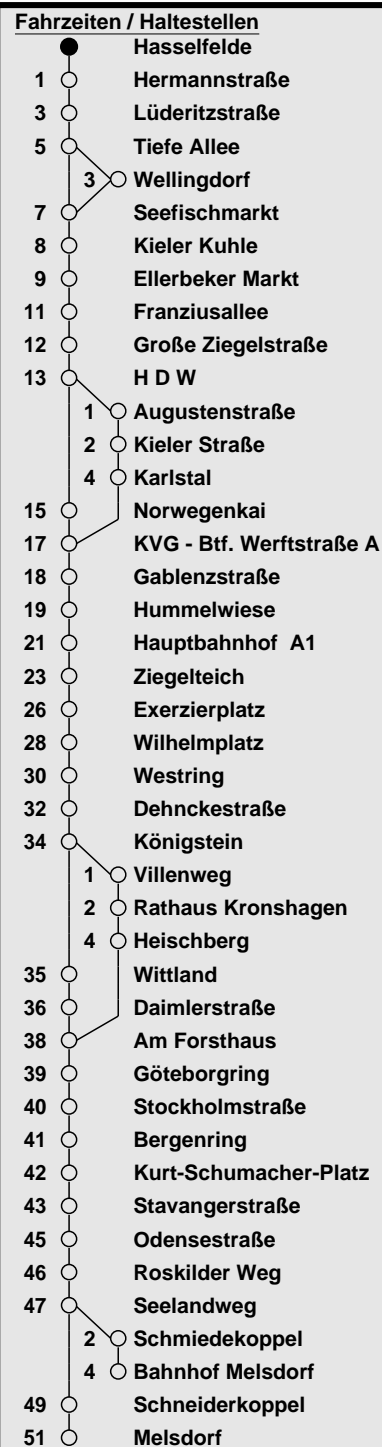 Fahrzeiten / Haltestellen
Hasselfelde
1 Hermannstraße
3 Lüderitzstraße
5 Tiefe Allee
3 Wellingdorf
7 Seefischmarkt
8 Kieler Kuhle
9 Ellerbeker Markt
11 Franziusallee
12 Große Ziegelstraße
13 H D W
1 Augustenstraße
2 Kieler Straße
4 Karlstal
15 Norwegenkai
17 KVG - Btf. Werftstraße A
18 Gablenzstraße
19 Hummelwiese
21 Hauptbahnhof A1
23 Ziegelteich
26 Exerzierplatz
28 Wilhelmplatz
30 Westring
32 Dehnckestraße
34 Königstein
1 Villenweg
2 Rathaus Kronshagen
4 Heischberg
35 Wittland
36 Daimlerstraße
38 Am Forsthaus
39 Göteborgring
40 Stockholmstraße
41 Bergenring
42 Kurt-Schumacher-Platz
43 Stavangerstraße
45 Odensestraße
46 Roskilder Weg
47 Seelandweg
2 Schmiedekoppel
4 Bahnhof Melsdorf
49 Schneiderkoppel
51 Melsdorf